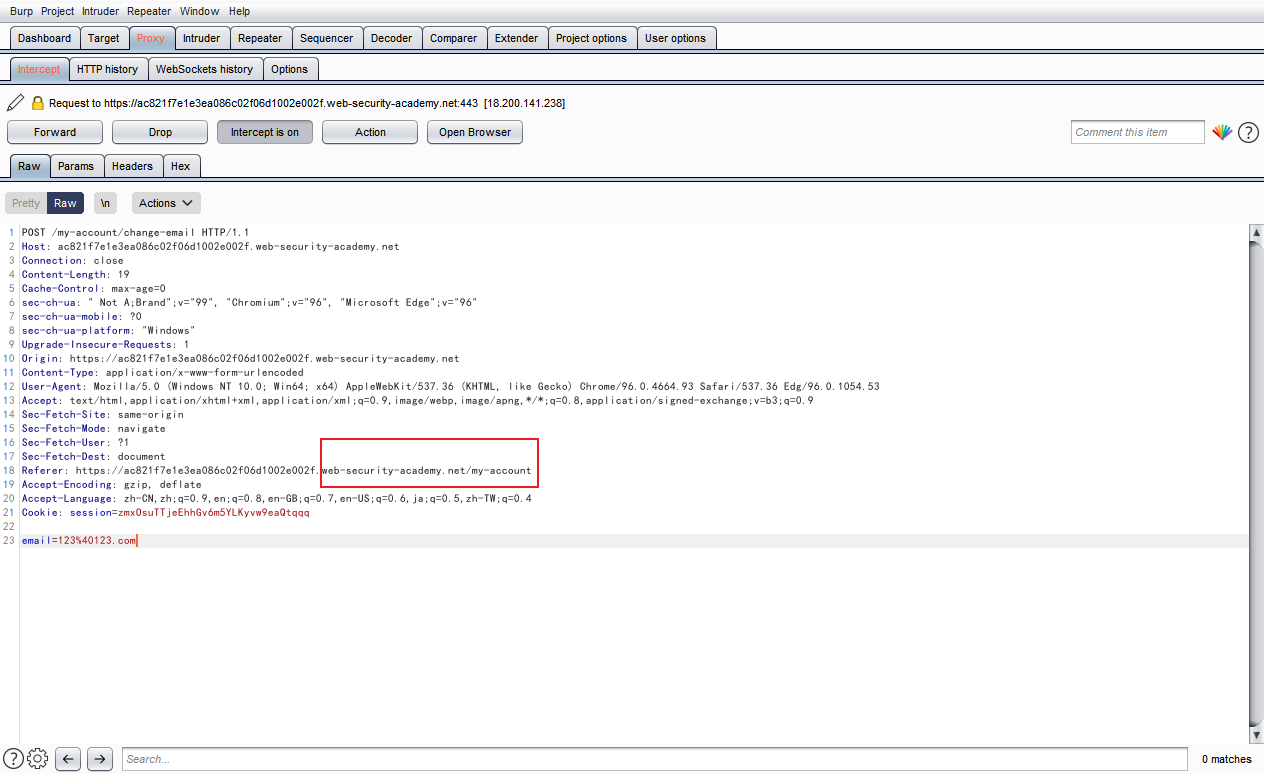 Burp Project Intruder Repeater Window Help
Dashboard Target Proxy Intruder Repeater Sequencer Decoder Comparer Extender Project options User options
Intercept HTTP history WebSockets history Options
Request to https://ac821f7e1e3ea086c02f06d1002e002f.web-security-academy.net:443 [18.200.141.238]
Forward Drop Intercept is on Action Open Browser Comment this item ?
Raw Params Headers Hex
Pretty Raw \n Actions
1 POST /my-account/change-email HTTP/1.1
2 Host: ac821f7e1e3ea086c02f06d1002e002f.web-security-academy.net
3 Connection: close
4 Content-Length: 19
5 Cache-Control: max-age=0
6 sec-ch-ua: " Not A;Brand";v="99", "Chromium";v="96", "Microsoft Edge";v="96"
7 sec-ch-ua-mobile: ?0
8 sec-ch-ua-platform: "Windows"
9 Upgrade-Insecure-Requests: 1
10 Origin: https://ac821f7e1e3ea086c02f06d1002e002f.web-security-academy.net
11 Content-Type: application/x-www-form-urlencoded
12 User-Agent: Mozilla/5.0 (Windows NT 10.0; Win64; x64) AppleWebKit/537.36 (KHTML, like Gecko) Chrome/96.0.4664.93 Safari/537.36 Edg/96.0.1054.53
13 Accept: text/html,application/xhtml+xml,application/xml;q=0.9,image/webp,image/apng,*/*;q=0.8,application/signed-exchange;v=b3;q=0.9
14 Sec-Fetch-Site: same-origin
15 Sec-Fetch-Mode: navigate
16 Sec-Fetch-User: ?1
17 Sec-Fetch-Dest: document
18 Referer: https://ac821f7e1e3ea086c02f06d1002e002f.web-security-academy.net/my-account
19 Accept-Encoding: gzip, deflate
20 Accept-Language: zh-CN,zh;q=0.9,en;q=0.8,en-GB;q=0.7,en-US;q=0.6,ja;q=0.5,zh-TW;q=0.4
21 Cookie: session=zmxOsuTTjeEhhGv6m5YLKyvw9eaQtqqq
22
23 email=123%40123.com
? Search... 0 matches